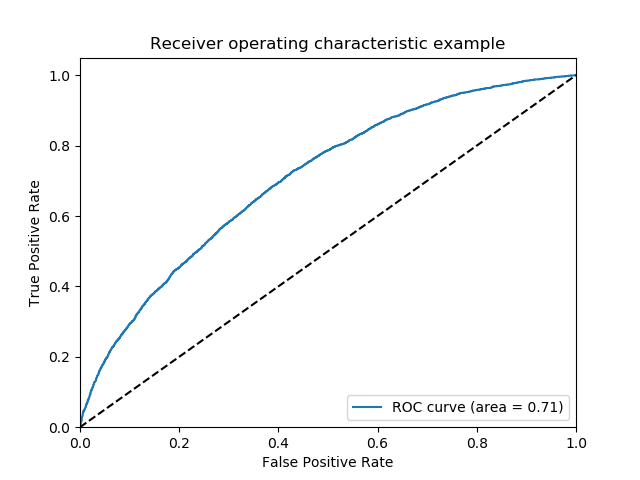 Receiver operating characteristic example
1.0
0.8
0.6
0.4
0.2
0.0
True Positive Rate
ROC curve (area = 0.71)
0.0 0.2 0.4 0.6 0.8 1.0
False Positive Rate